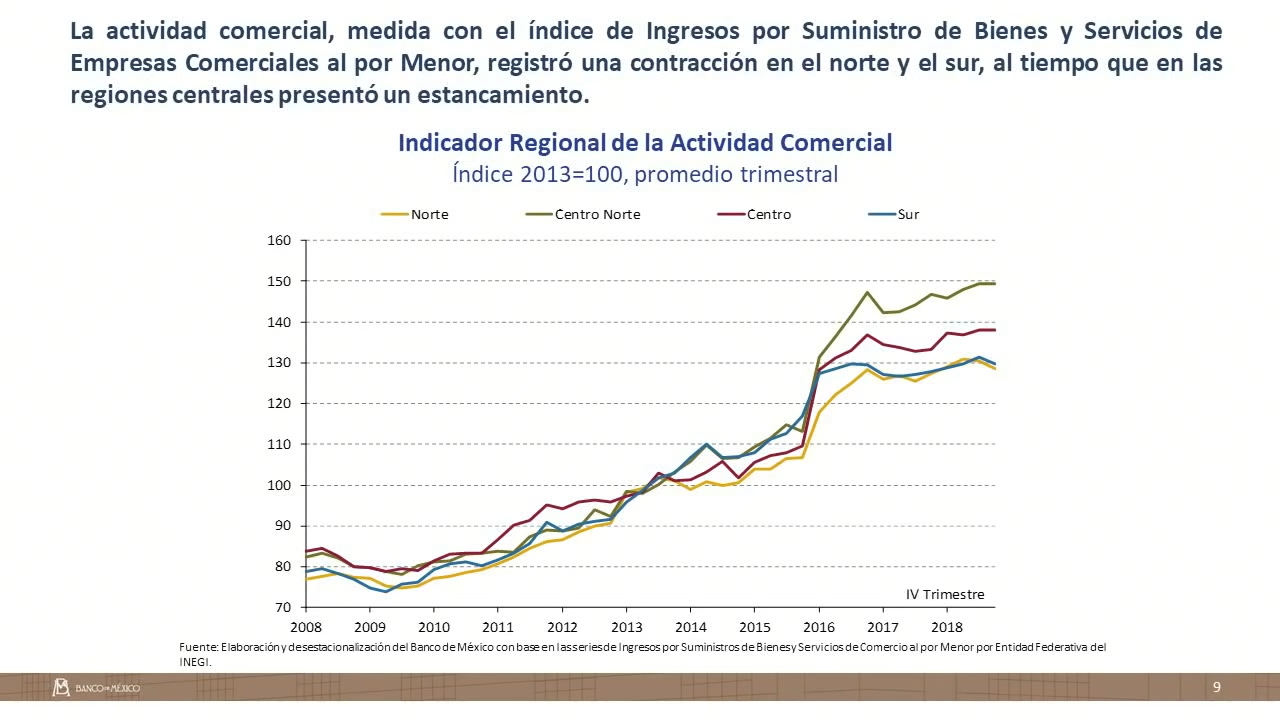 La actividad comercial, medida con el índice de Ingresos por Suministro de Bienes y Servicios de
Empresas Comerciales al por Menor, registró una contracción en el norte y el sur, al tiempo que en las
regiones centrales presentó un estancamiento.
Indicador Regional de la Actividad Comercial
Índice 2013=100, promedio trimestral
Norte Centro Norte Centro Sur
160
150
140
130
120
110
100
90
80
70
IV Trimestre
2008 2009 2010 2011 2012 2013 2014 2015 2016 2017 2018
Fuente: Elaboración y desestacionalización del Banco de México con base en las series de Ingresos por Suministros de Bienes y Servicios de Comercio al por Menor por Entidad Federativa del
INEGI.
BANCO DE MÉXICO 9